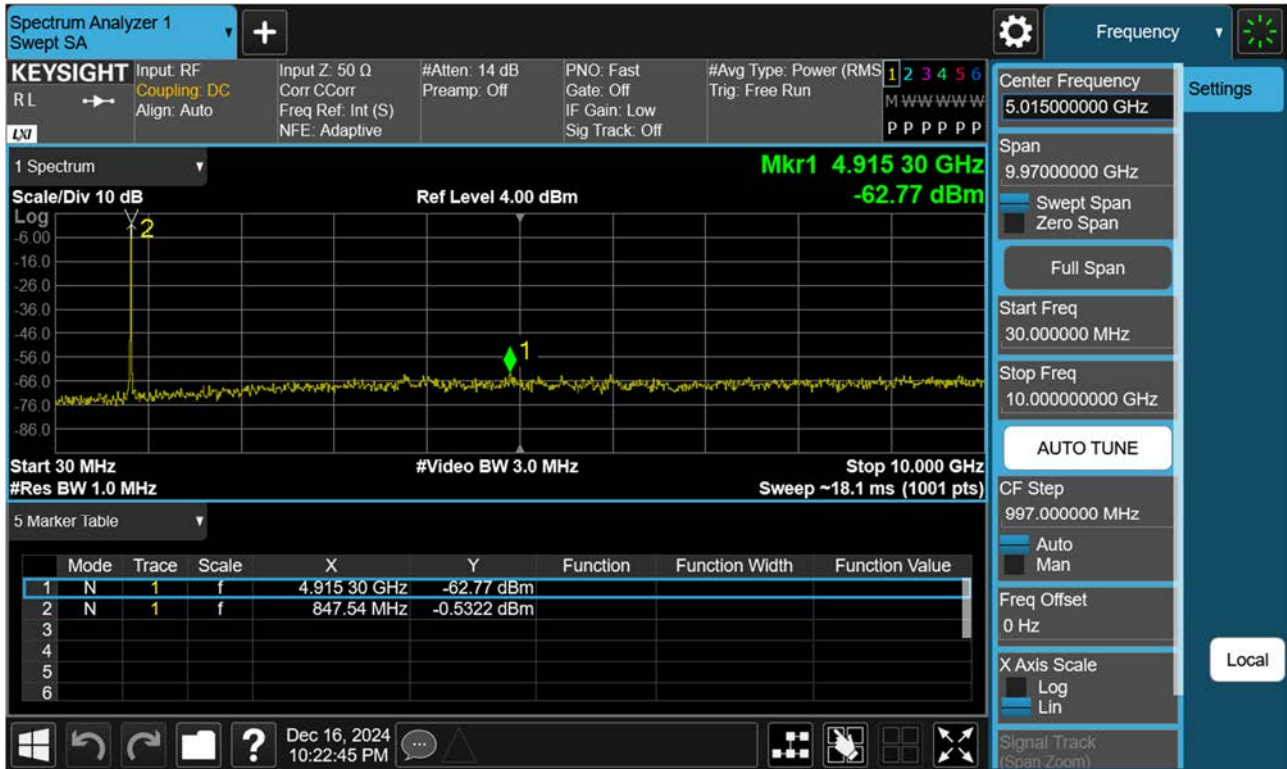 Spectrum Analyzer 1
Swept SA
Frequency
KEYSIGHT
RL
LXI
Input: RF
Coupling: DC
Align: Auto
Input Z: 50 Ω
Corr CCorr
Freq Ref: Int (S)
NFE: Adaptive
#Atten: 14 dB
Preamp: Off
PNO: Fast
Gate: Off
IF Gain: Low
Sig Track: Off
#Avg Type: Power (RMS
Trig: Free Run
1 2 3 4 5 6
M W W W W W
P P P P P P
1 Spectrum
Scale/Div 10 dB
Ref Level 4.00 dBm
Mkr1 4.915 30 GHz
-62.77 dBm
Log
-6.00
-16.0
-26.0
-36.0
-46.0
-56.0
-66.0
-76.0
-86.0
2
1
Start 30 MHz
#Video BW 3.0 MHz
Stop 10.000 GHz
#Res BW 1.0 MHz
Sweep ~18.1 ms (1001 pts)
5 Marker Table
Mode Trace Scale X Y Function Function Width Function Value
1 N 1 f 4.915 30 GHz -62.77 dBm
2 N 1 f 847.54 MHz -0.5322 dBm
3
4
5
6
Dec 16, 2024
10:22:45 PM
Center Frequency
5.015000000 GHz
Settings
Span
9.97000000 GHz
Swept Span
Zero Span
Full Span
Start Freq
30.000000 MHz
Stop Freq
10.000000000 GHz
AUTO TUNE
CF Step
997.000000 MHz
Auto
Man
Freq Offset
0 Hz
X Axis Scale
Log
Lin
Local
Signal Track
(Span Zoom)